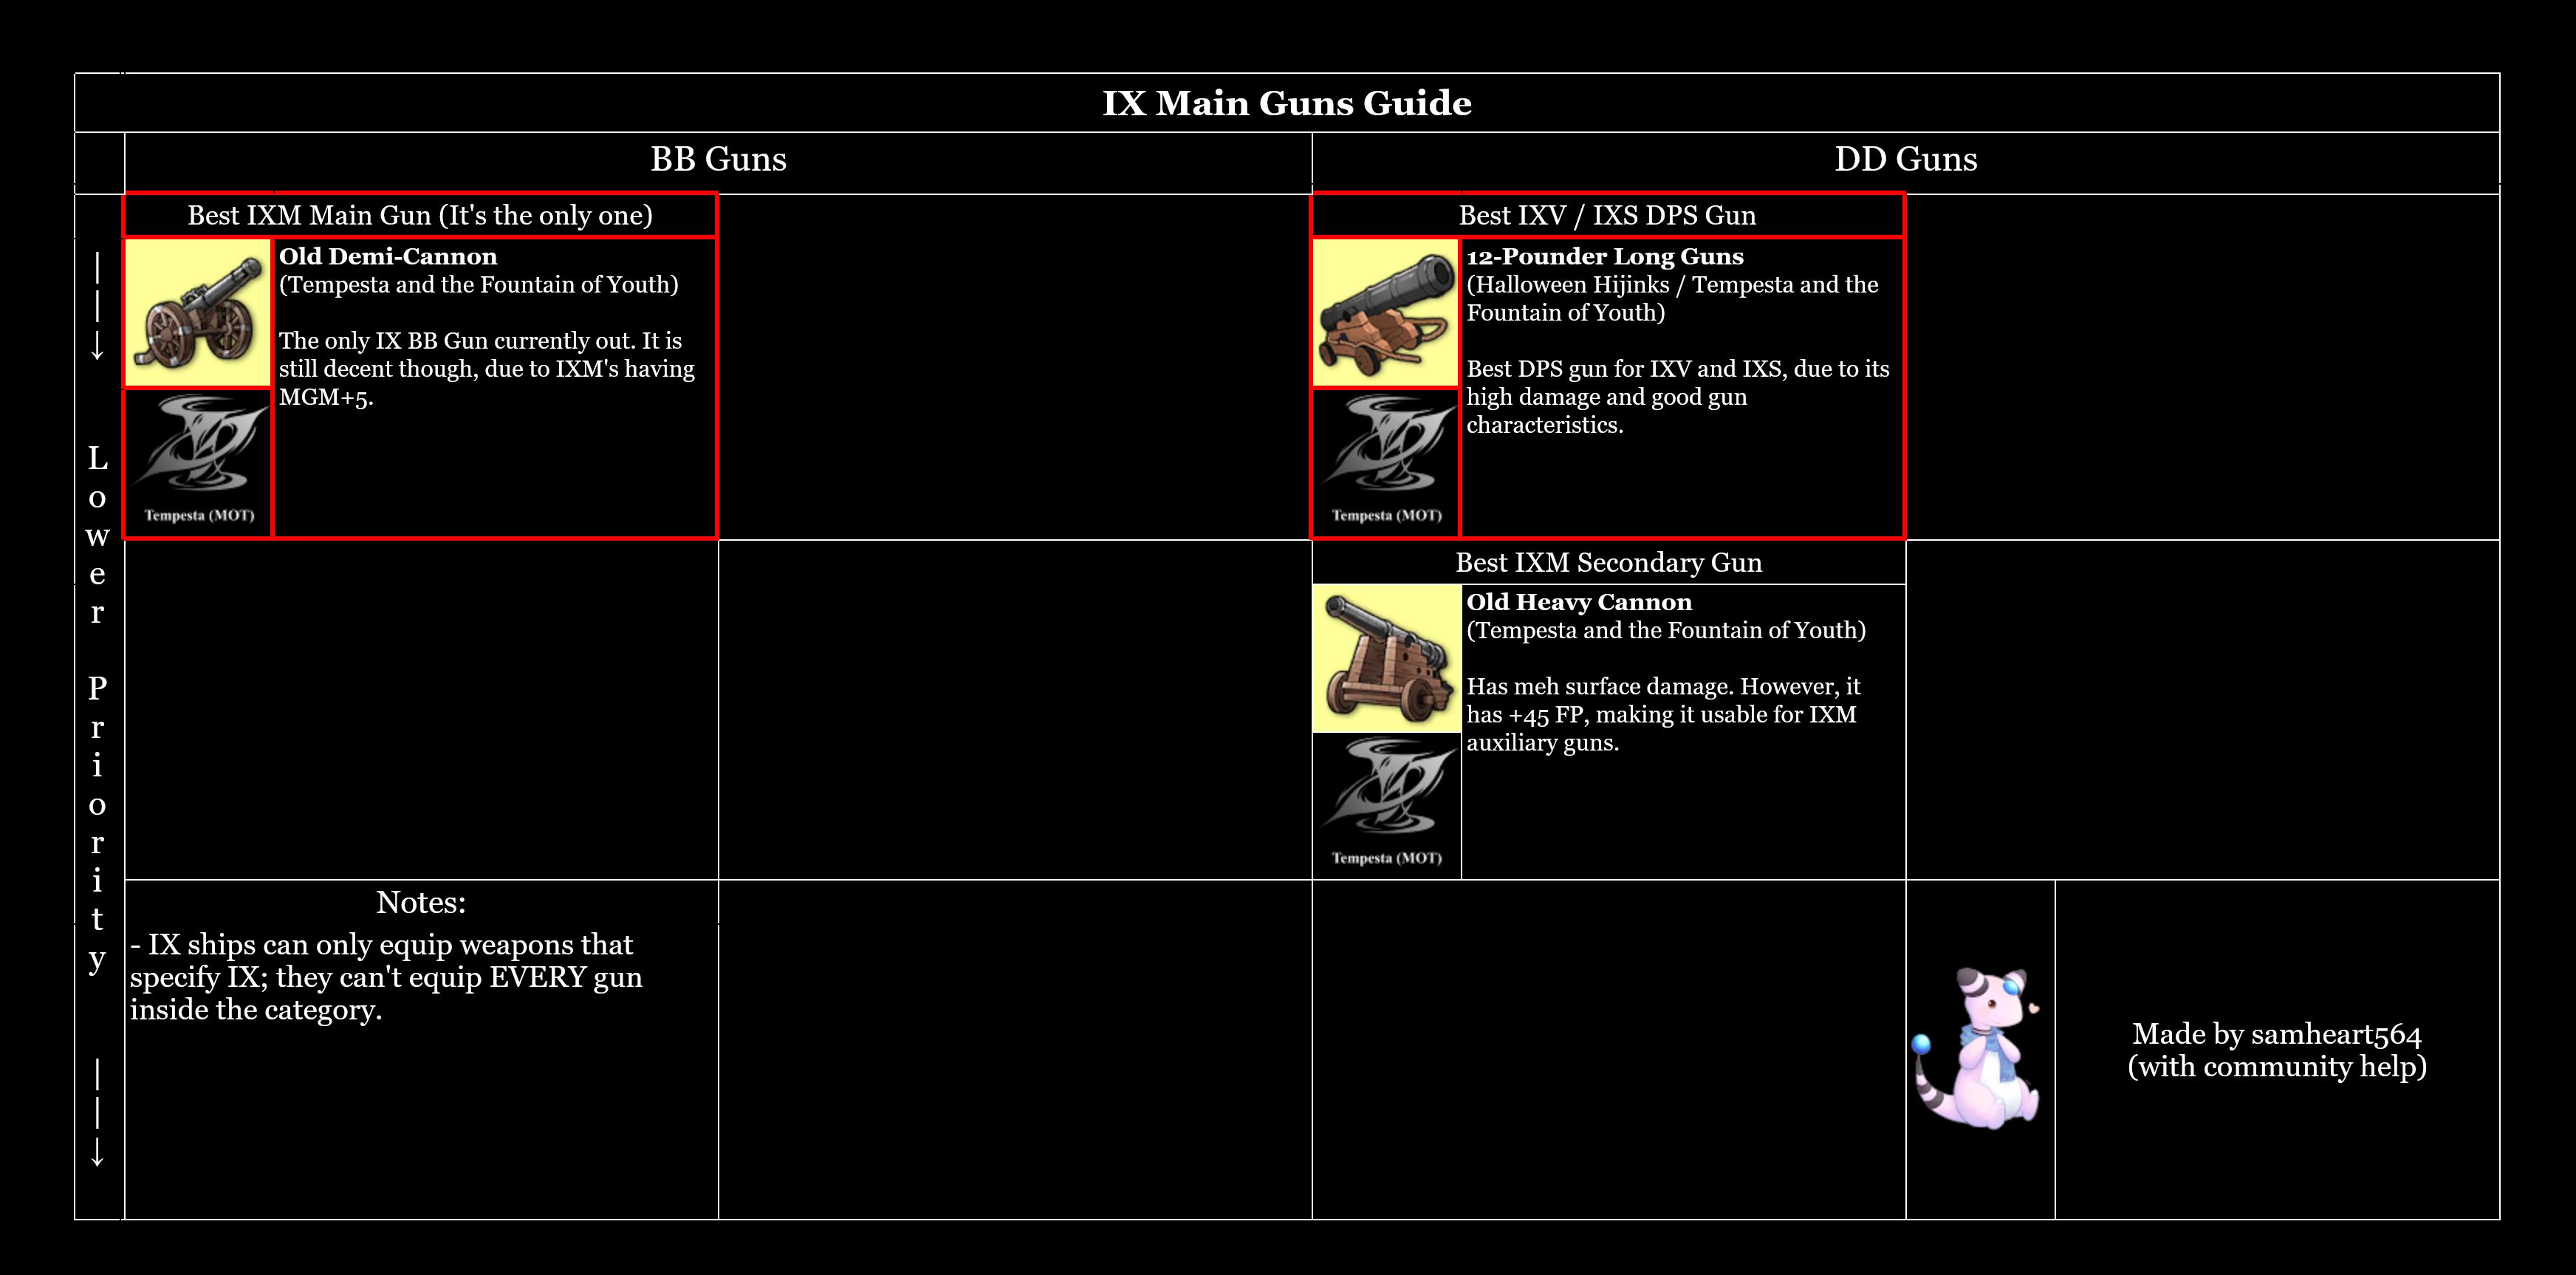 IX Main Guns Guide
BB Guns
DD Guns
Lower Priority
Best IXM Main Gun (It's the only one)
Old Demi-Cannon
(Tempesta and the Fountain of Youth)
The only IX BB Gun currently out. It is
still decent though, due to IXM's having
MGM+5.
Tempesta (MOT)
Best IXV / IXS DPS Gun
12-Pounder Long Guns
(Halloween Hijinks / Tempesta and the
Fountain of Youth)
Best DPS gun for IXV and IXS, due to its
high damage and good gun
characteristics.
Tempesta (MOT)
Best IXM Secondary Gun
Old Heavy Cannon
(Tempesta and the Fountain of Youth)
Has meh surface damage. However, it
has +45 FP, making it usable for IXM
auxiliary guns.
Tempesta (MOT)
Notes:
- IX ships can only equip weapons that
specify IX; they can't equip EVERY gun
inside the category.
Made by samheart564
(with community help)